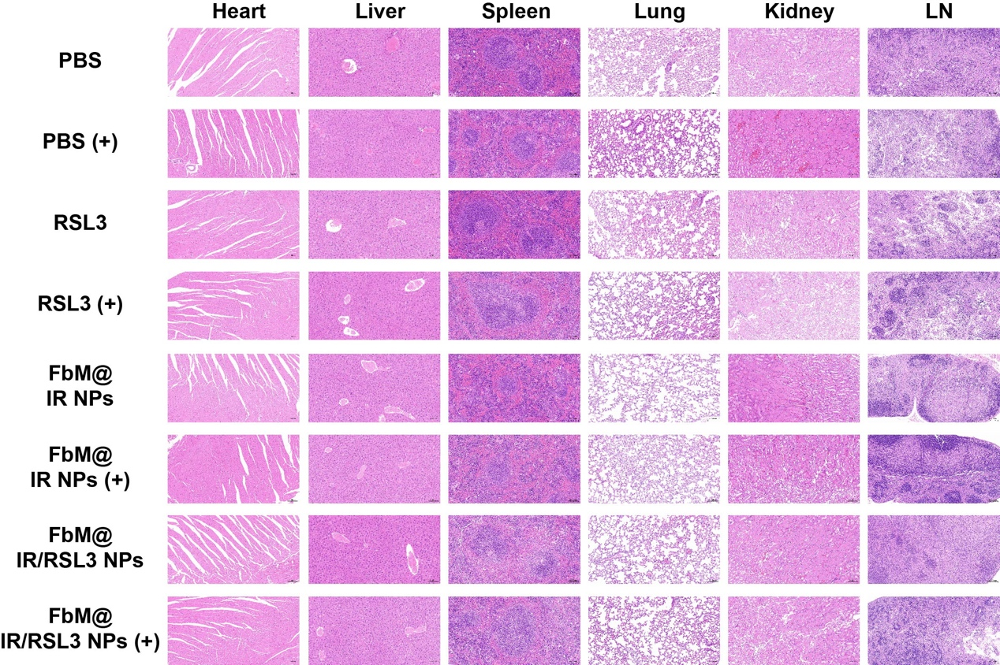 Heart Liver Spleen Lung Kidney LN
PBS
PBS (+)
RSL3
RSL3 (+)
FbM@
IR NPs
FbM@
IR NPs (+)
FbM@
IR/RSL3 NPs
FbM@
IR/RSL3 NPs (+)